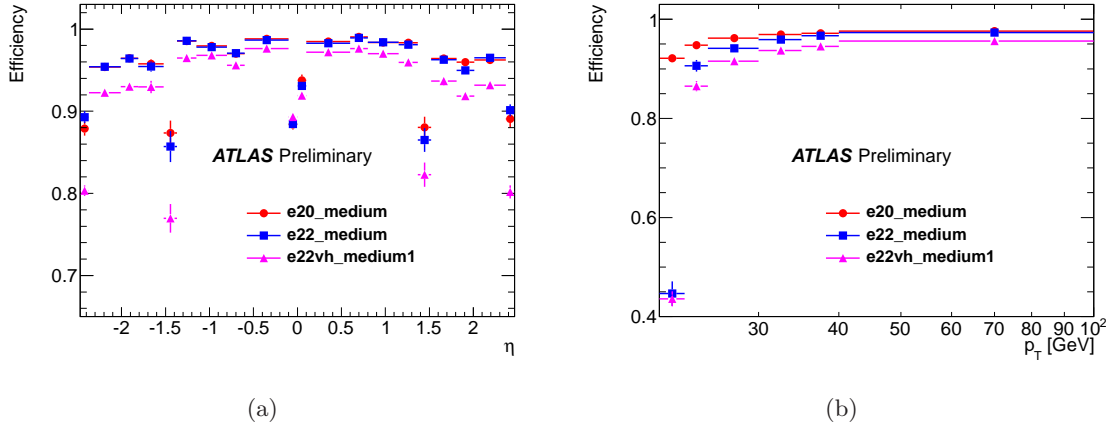 Efficiency
1
0.9
0.8
0.7
ATLAS Preliminary
e20_medium
e22_medium
e22vh_medium1
-2 -1.5 -1 -0.5 0 0.5 1 1.5 2
η
(a)
Efficiency
1
0.8
0.6
0.4
ATLAS Preliminary
e20_medium
e22_medium
e22vh_medium1
30 40 50 60 70 80 90 10²
p_T [GeV]
(b)